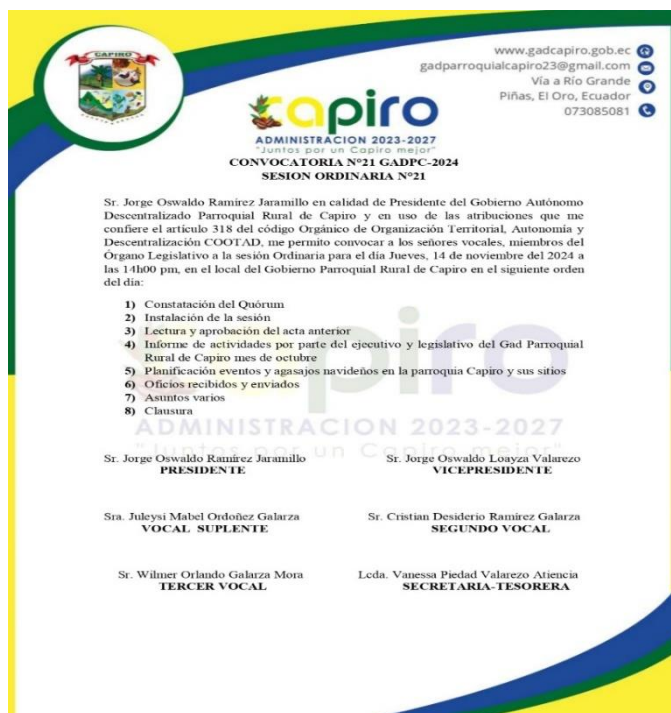 CAPIRO
www.gadcapiro.gob.ec
gadparroquialcapiro23@gmail.com
Vía a Río Grande
Piñas, El Oro, Ecuador
073085081
capiro
ADMINISTRACION 2023-2027
"Juntos por un Capiro mejor"
CONVOCATORIA N°21 GADPC-2024
SESION ORDINARIA N°21
Sr. Jorge Oswaldo Ramírez Jaramillo en calidad de Presidente del Gobierno Autónomo
Descentralizado Parroquial Rural de Capiro y en uso de las atribuciones que me
confiere el artículo 318 del código Orgánico de Organización Territorial, Autonomía y
Descentralización COOTAD, me permito convocar a los señores vocales, miembros del
Órgano Legislativo a la sesión Ordinaria para el día Jueves, 14 de noviembre del 2024 a
las 14h00 pm, en el local del Gobierno Parroquial Rural de Capiro en el siguiente orden
del día:
1) Constatación del Quórum
2) Instalación de la sesión
3) Lectura y aprobación del acta anterior
4) Informe de actividades por parte del ejecutivo y legislativo del Gad Parroquial
Rural de Capiro mes de octubre
5) Planificación eventos y agasajos navideños en la parroquia Capiro y sus sitios
6) Oficios recibidos y enviados
7) Asuntos varios
8) Clausura
ADMINISTRACION 2023-2027
"Juntos por un Capiro mejor"
Sr. Jorge Oswaldo Ramírez Jaramillo Sr. Jorge Oswaldo Loayza Valarezo
PRESIDENTE VICEPRESIDENTE
Sra. Juleysi Mabel Ordoñez Galarza Sr. Cristian Desiderio Ramírez Galarza
VOCAL SUPLENTE SEGUNDO VOCAL
Sr. Wilmer Orlando Galarza Mora Lcda. Vanessa Piedad Valarezo Atiencia
TERCER VOCAL SECRETARIA-TESORERA